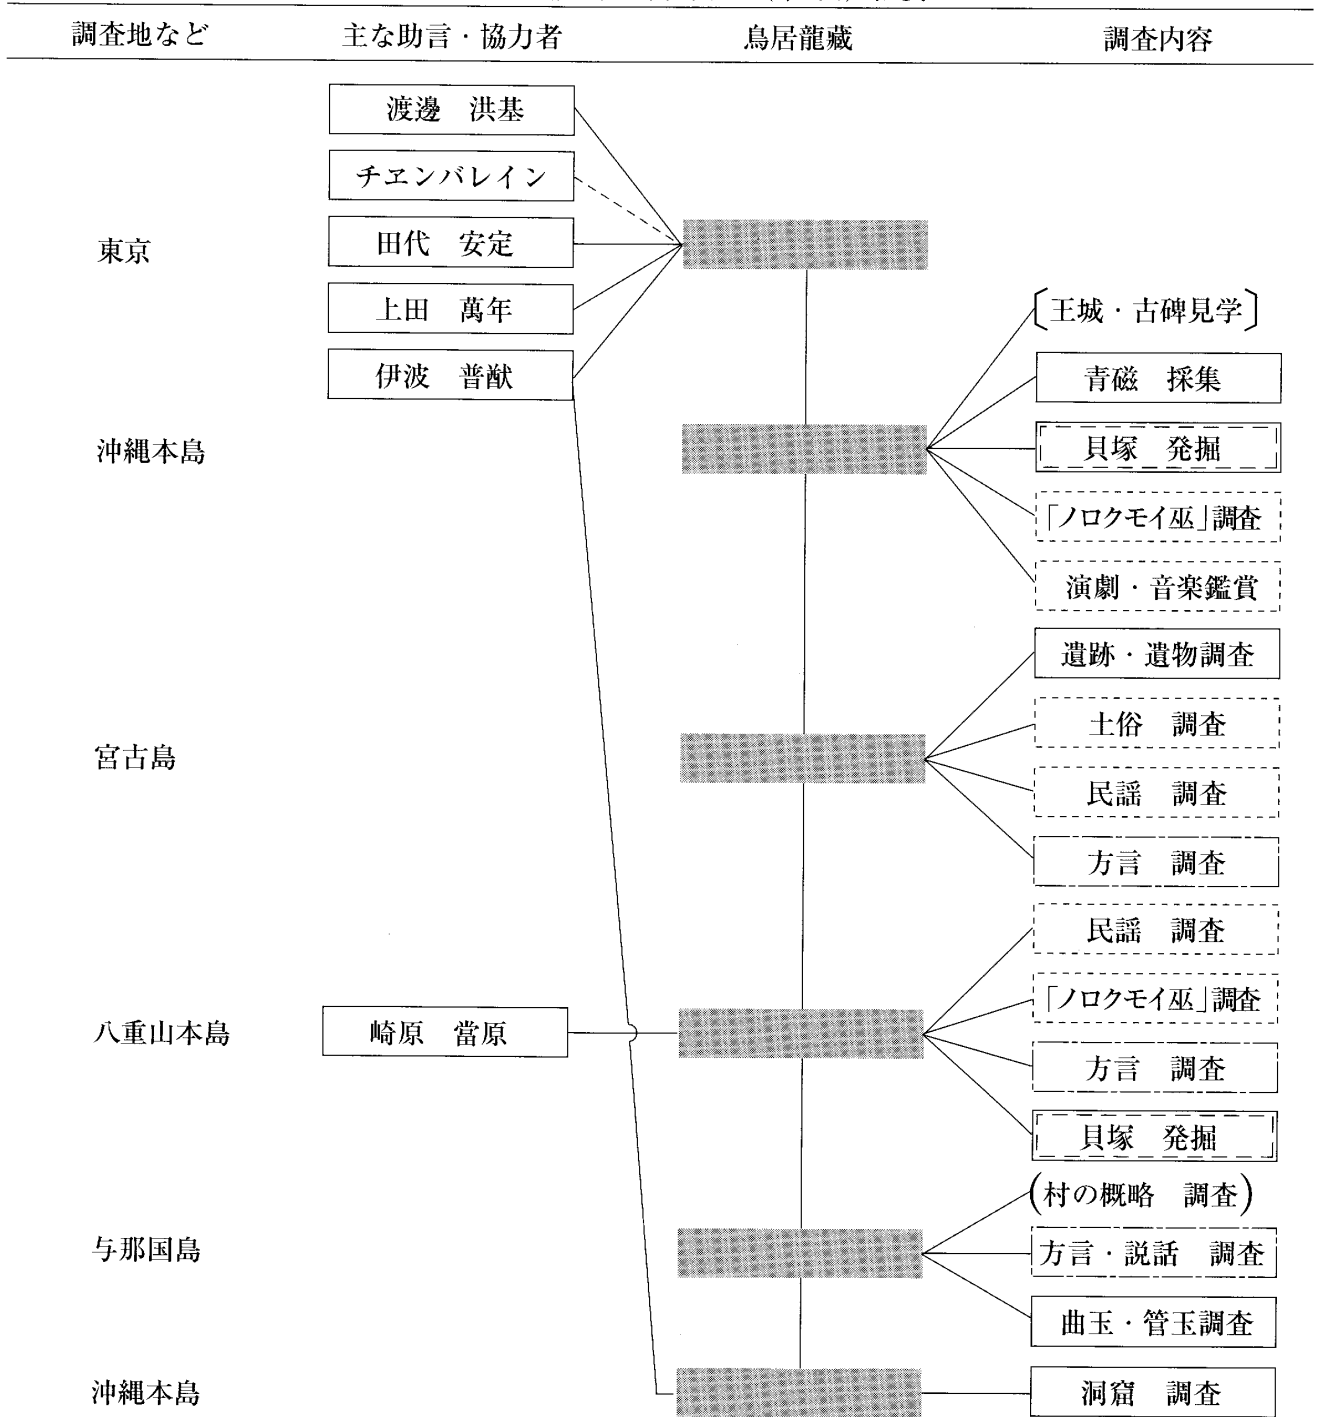 調査地など 主な助言・協力者 鳥居龍藏 調査内容
渡邊 洪基
チヱンバレイン
東京
田代 安定
上田 萬年
伊波 普猷
〔王城・古碑見学〕
青磁 採集
沖縄本島
貝塚 発掘
「ノロクモイ巫」調査
演劇・音楽鑑賞
遺跡・遺物調査
土俗 調査
宮古島
民謡 調査
方言 調査
民謡 調査
「ノロクモイ巫」調査
八重山本島
崎原 當原
方言 調査
貝塚 発掘
(村の概略 調査)
与那国島
方言・説話 調査
曲玉・管玉調査
沖縄本島
洞窟 調査